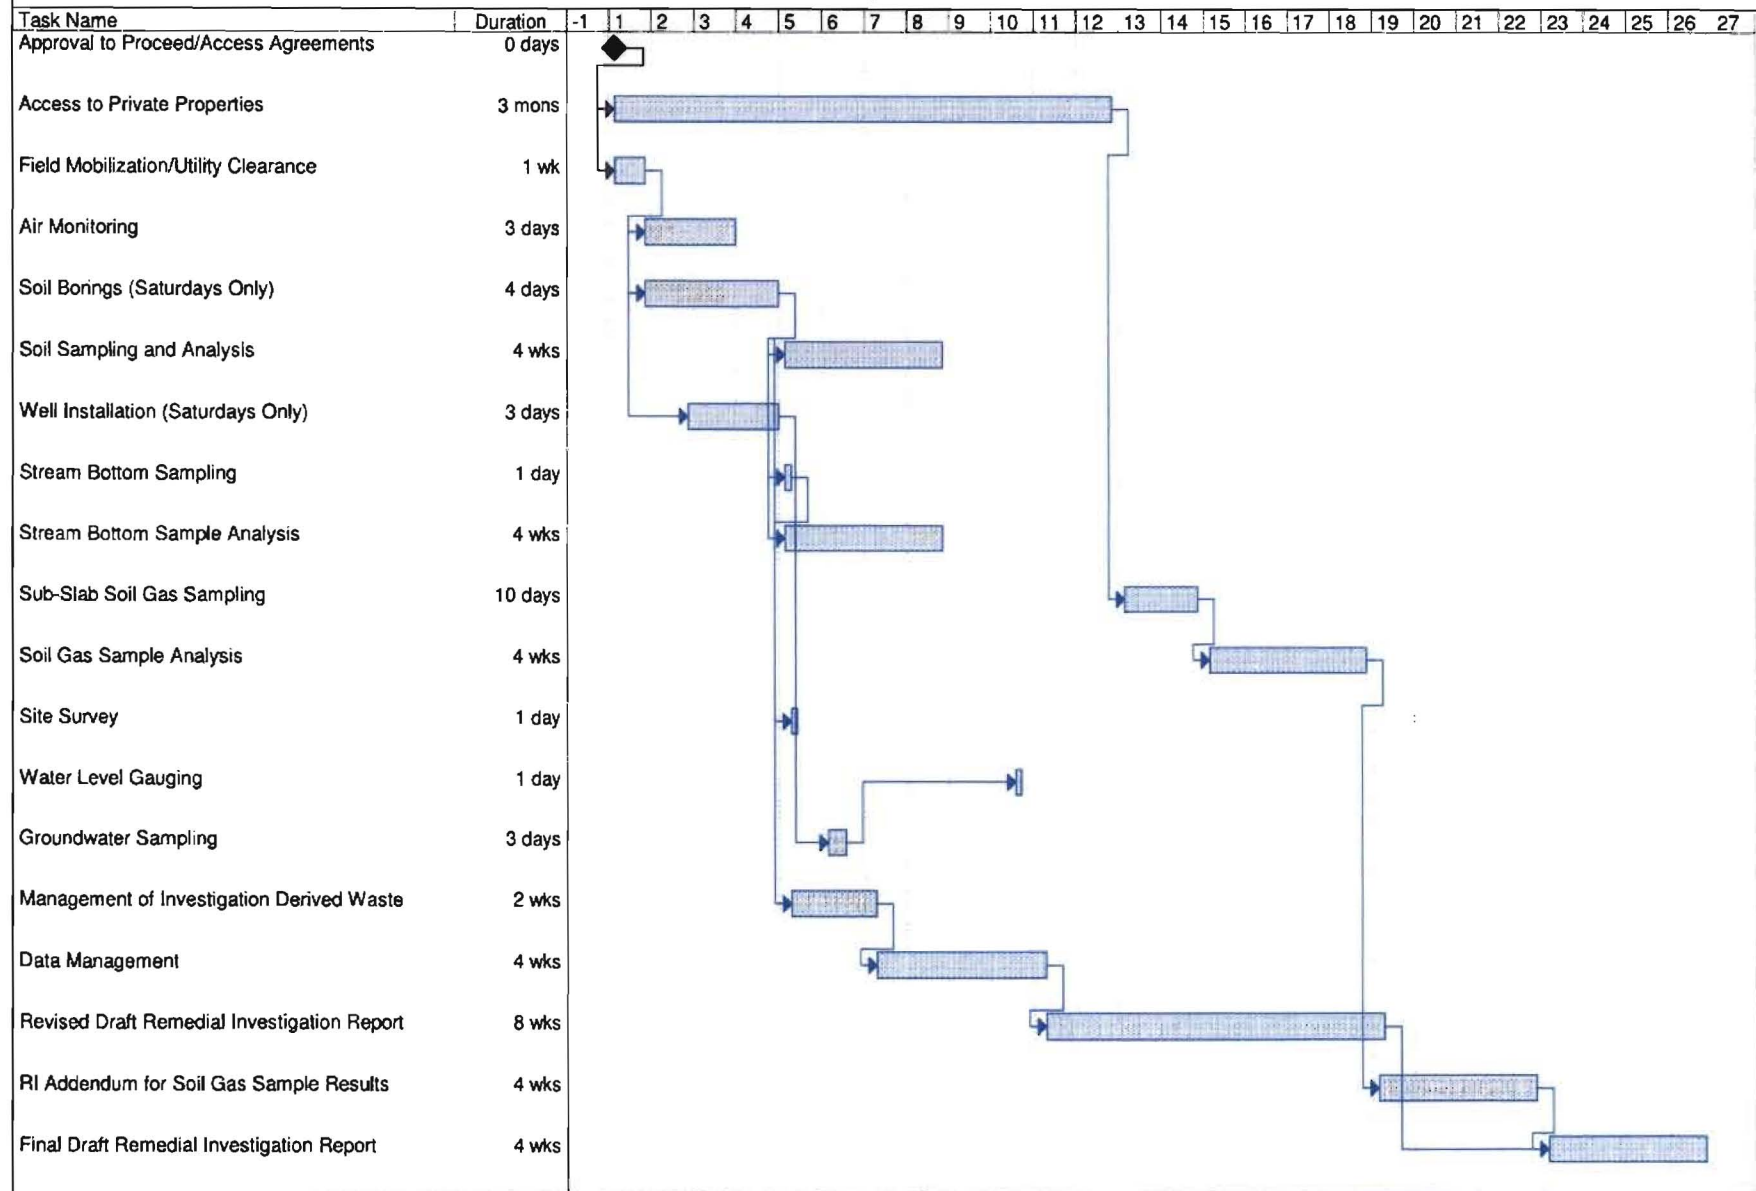 Task Name Duration -1 1 2 3 4 5 6 7 8 9 10 11 12 13 14 15 16 17 18 19 20 21 22 23 24 25 26 27
Approval to Proceed/Access Agreements 0 days
Access to Private Properties 3 mons
Field Mobilization/Utility Clearance 1 wk
Air Monitoring 3 days
Soil Borings (Saturdays Only) 4 days
Soil Sampling and Analysis 4 wks
Well Installation (Saturdays Only) 3 days
Stream Bottom Sampling 1 day
Stream Bottom Sample Analysis 4 wks
Sub-Slab Soil Gas Sampling 10 days
Soil Gas Sample Analysis 4 wks
Site Survey 1 day
Water Level Gauging 1 day
Groundwater Sampling 3 days
Management of Investigation Derived Waste 2 wks
Data Management 4 wks
Revised Draft Remedial Investigation Report 8 wks
RI Addendum for Soil Gas Sample Results 4 wks
Final Draft Remedial Investigation Report 4 wks